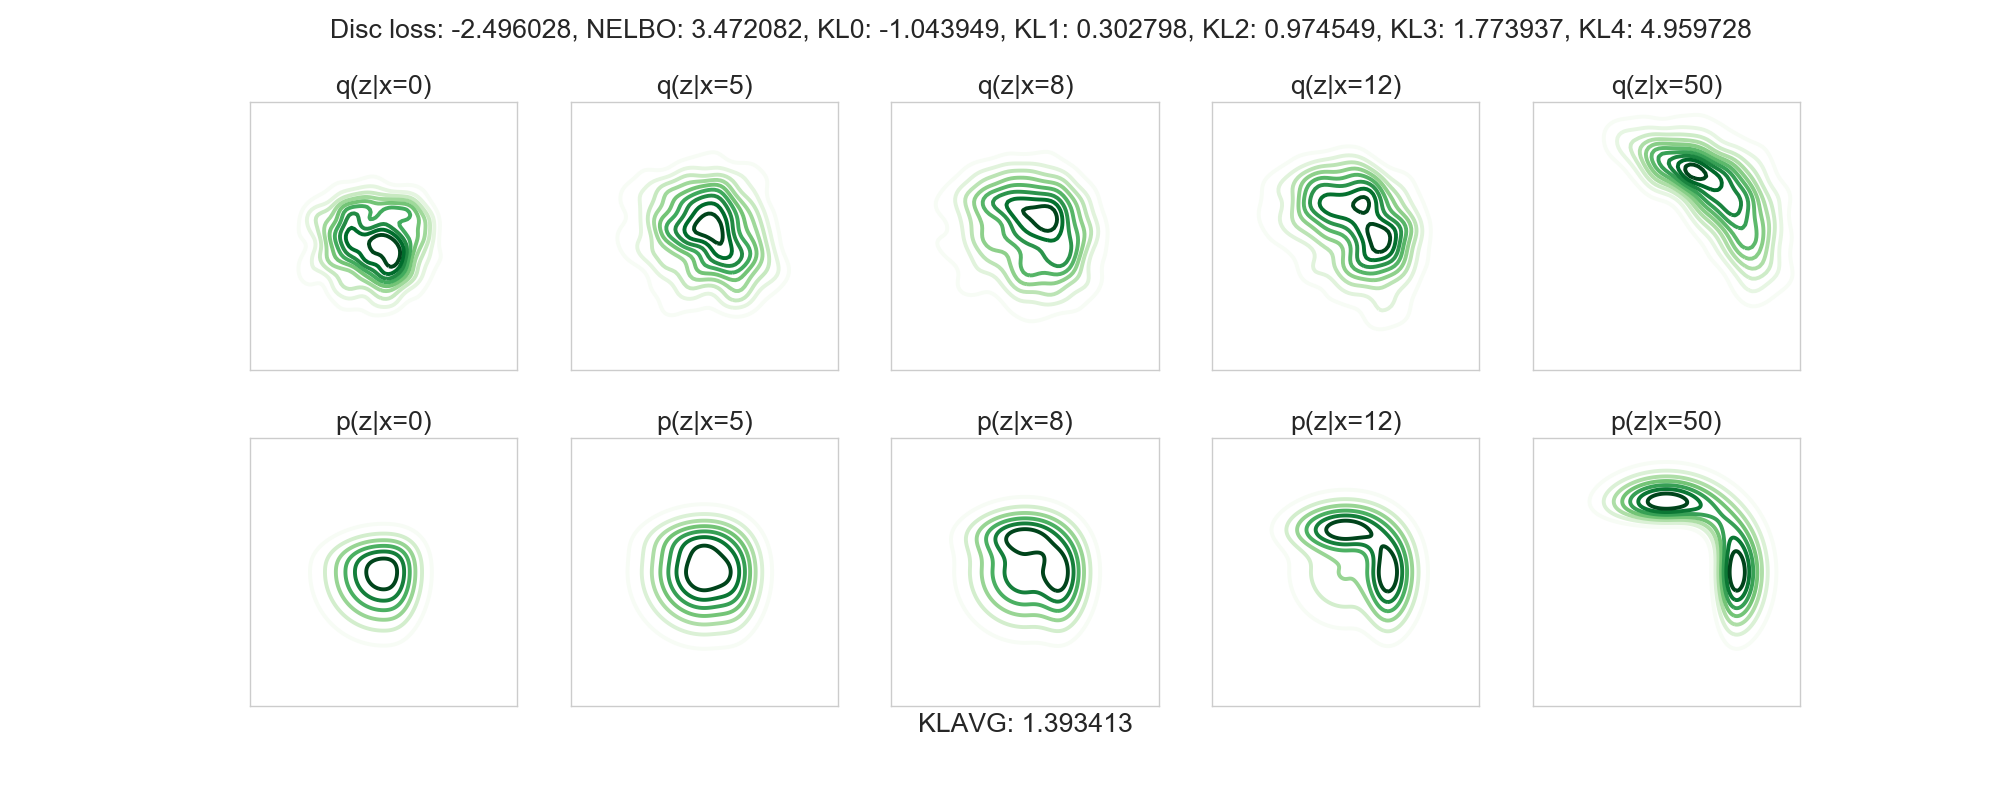 Disc loss: -2.496028, NELBO: 3.472082, KL0: -1.043949, KL1: 0.302798, KL2: 0.974549, KL3: 1.773937, KL4: 4.959728
q(z|x=0) q(z|x=5) q(z|x=8) q(z|x=12) q(z|x=50)
p(z|x=0) p(z|x=5) p(z|x=8) p(z|x=12) p(z|x=50)
KLAVG: 1.393413